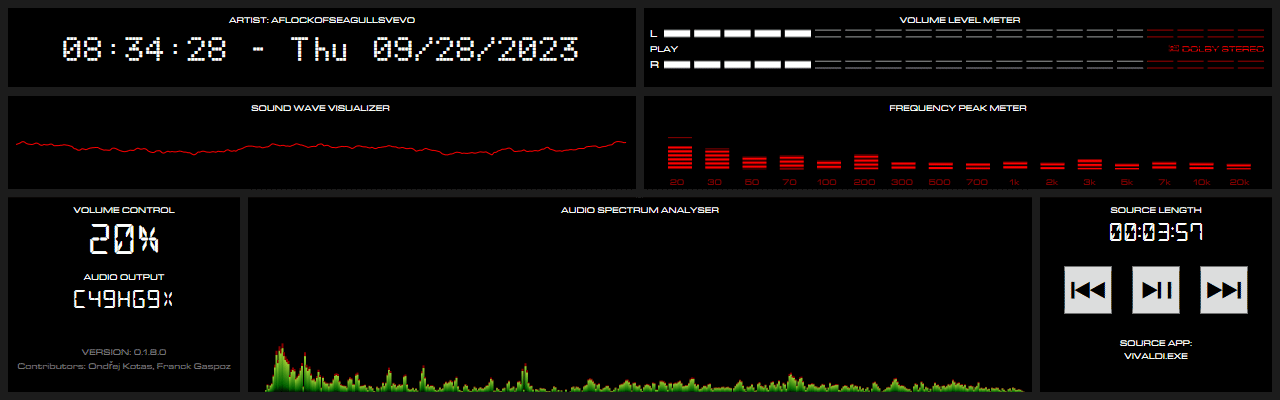 ARTIST: AFLOCKOFSEAGULLSVEVO
08:34:28 - Thu 09/28/2023
VOLUME LEVEL METER
L
PLAY
DOLBY STEREO
R
SOUND WAVE VISUALIZER
FREQUENCY PEAK METER
20 30 50 70 100 200 300 600 700 1k 2k 3k 5k 7k 10k 20k
VOLUME CONTROL
20%
AUDIO OUTPUT
C49HG9X
VERSION: 0.1.8.0
Contributors: Ondřej Kotas, Franck Gaspoz
AUDIO SPECTRUM ANALYSER
SOURCE LENGTH
00:03:57
SOURCE APP:
VIVALDI.EXE